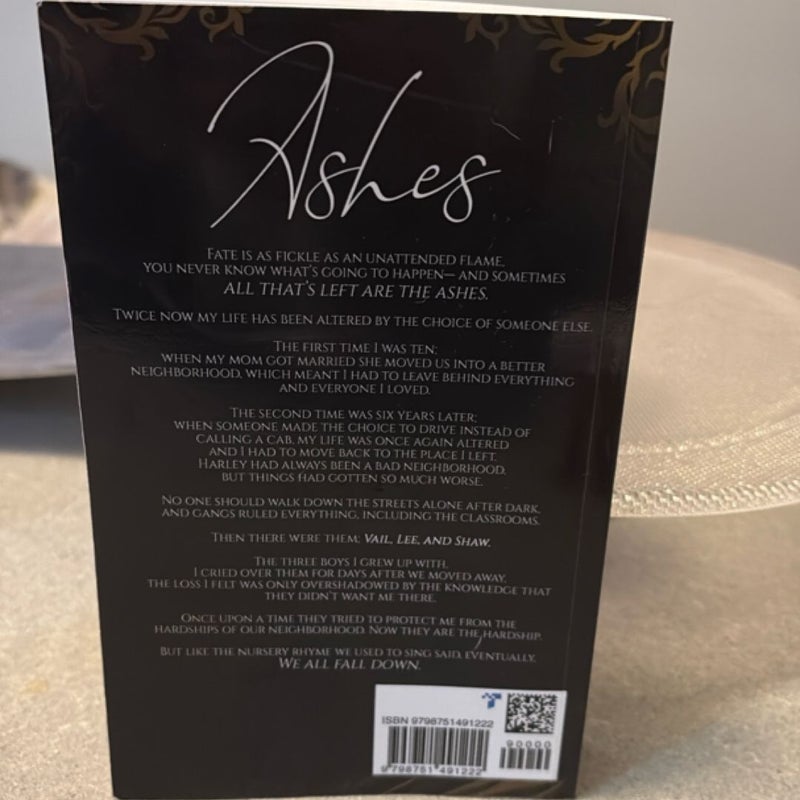 Ashes
FATE IS AS FICKLE AS AN UNATTENDED FLAME.
YOU NEVER KNOW WHAT'S GOING TO HAPPEN— AND SOMETIMES
ALL THAT'S LEFT ARE THE ASHES.
TWICE NOW MY LIFE HAS BEEN ALTERED BY THE CHOICE OF SOMEONE ELSE.
THE FIRST TIME I WAS TEN;
WHEN MY MOM GOT MARRIED SHE MOVED US INTO A BETTER
NEIGHBORHOOD, WHICH MEANT I HAD TO LEAVE BEHIND EVERYTHING
AND EVERYONE I LOVED.
THE SECOND TIME WAS SIX YEARS LATER;
WHEN SOMEONE MADE THE CHOICE TO DRIVE INSTEAD OF
CALLING A CAB, MY LIFE WAS ONCE AGAIN ALTERED
AND I HAD TO MOVE BACK TO THE PLACE I LEFT.
HARLEY HAD ALWAYS BEEN A BAD NEIGHBORHOOD,
BUT THINGS HAD GOTTEN SO MUCH WORSE.
NO ONE SHOULD WALK DOWN THE STREETS ALONE AFTER DARK,
AND GANGS RULED EVERYTHING, INCLUDING THE CLASSROOMS.
THEN THERE WERE THEM; VAIL, LEE, AND SHAW.
THE THREE BOYS I GREW UP WITH.
I CRIED OVER THEM FOR DAYS AFTER WE MOVED AWAY.
THE LOSS I FELT WAS ONLY OVERSHADOWED BY THE KNOWLEDGE THAT
THEY DIDN'T WANT ME THERE.
ONCE UPON A TIME THEY TRIED TO PROTECT ME FROM THE
HARDSHIPS OF OUR NEIGHBORHOOD. NOW THEY ARE THE HARDSHIP.
BUT LIKE THE NURSERY RHYME WE USED TO SING SAID, EVENTUALLY,
WE ALL FALL DOWN.
ISBN 9798751491222
90000
9 798751 491222